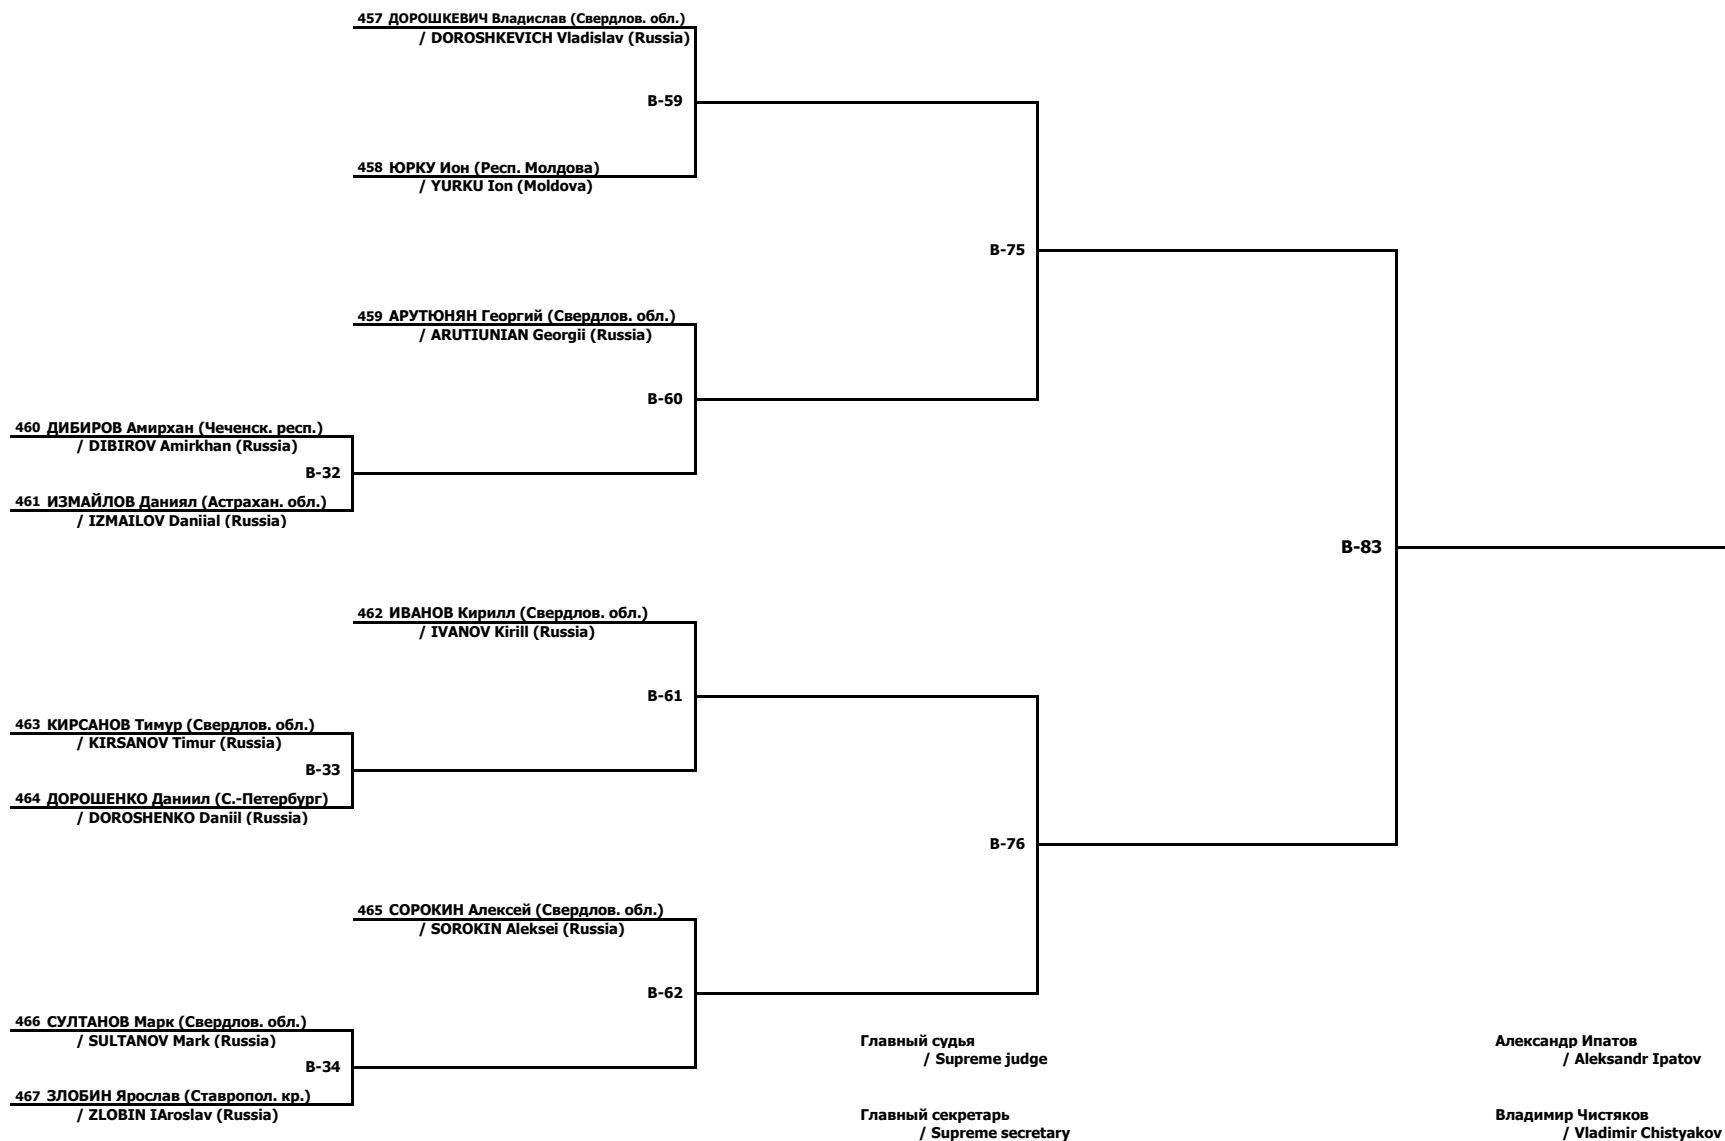 457 ДОРОШКЕВИЧ Владислав (Свердлов. обл.)
/ DOROSHKEVICH Vladislav (Russia)
B-59
458 ЮРКУ Ион (Респ. Молдова)
/ YURKU Ion (Moldova)
B-75
459 АРУТЮНЯН Георгий (Свердлов. обл.)
/ ARUTIUNIAN Georgii (Russia)
B-60
460 ДИБИРОВ Амирхан (Чеченск. респ.)
/ DIBIROV Amirkhan (Russia)
B-32
461 ИЗМАЙЛОВ Даниял (Астрахан. обл.)
/ IZMAILOV Daniial (Russia)
B-83
462 ИВАНОВ Кирилл (Свердлов. обл.)
/ IVANOV Kirill (Russia)
B-61
463 КИРСАНОВ Тимур (Свердлов. обл.)
/ KIRSANOV Timur (Russia)
B-33
464 ДОРОШЕНКО Даниил (С.-Петербург)
/ DOROSHENKO Daniil (Russia)
B-76
465 СОРОКИН Алексей (Свердлов. обл.)
/ SOROKIN Aleksei (Russia)
B-62
466 СУЛТАНОВ Марк (Свердлов. обл.)
/ SULTANOV Mark (Russia)
B-34
467 ЗЛОБИН Ярослав (Ставропол. кр.)
/ ZLOBIN IAroslav (Russia)
Главный судья
/ Supreme judge
Александр Ипатов
/ Aleksandr Ipatov
Главный секретарь
/ Supreme secretary
Владимир Чистяков
/ Vladimir Chistyakov